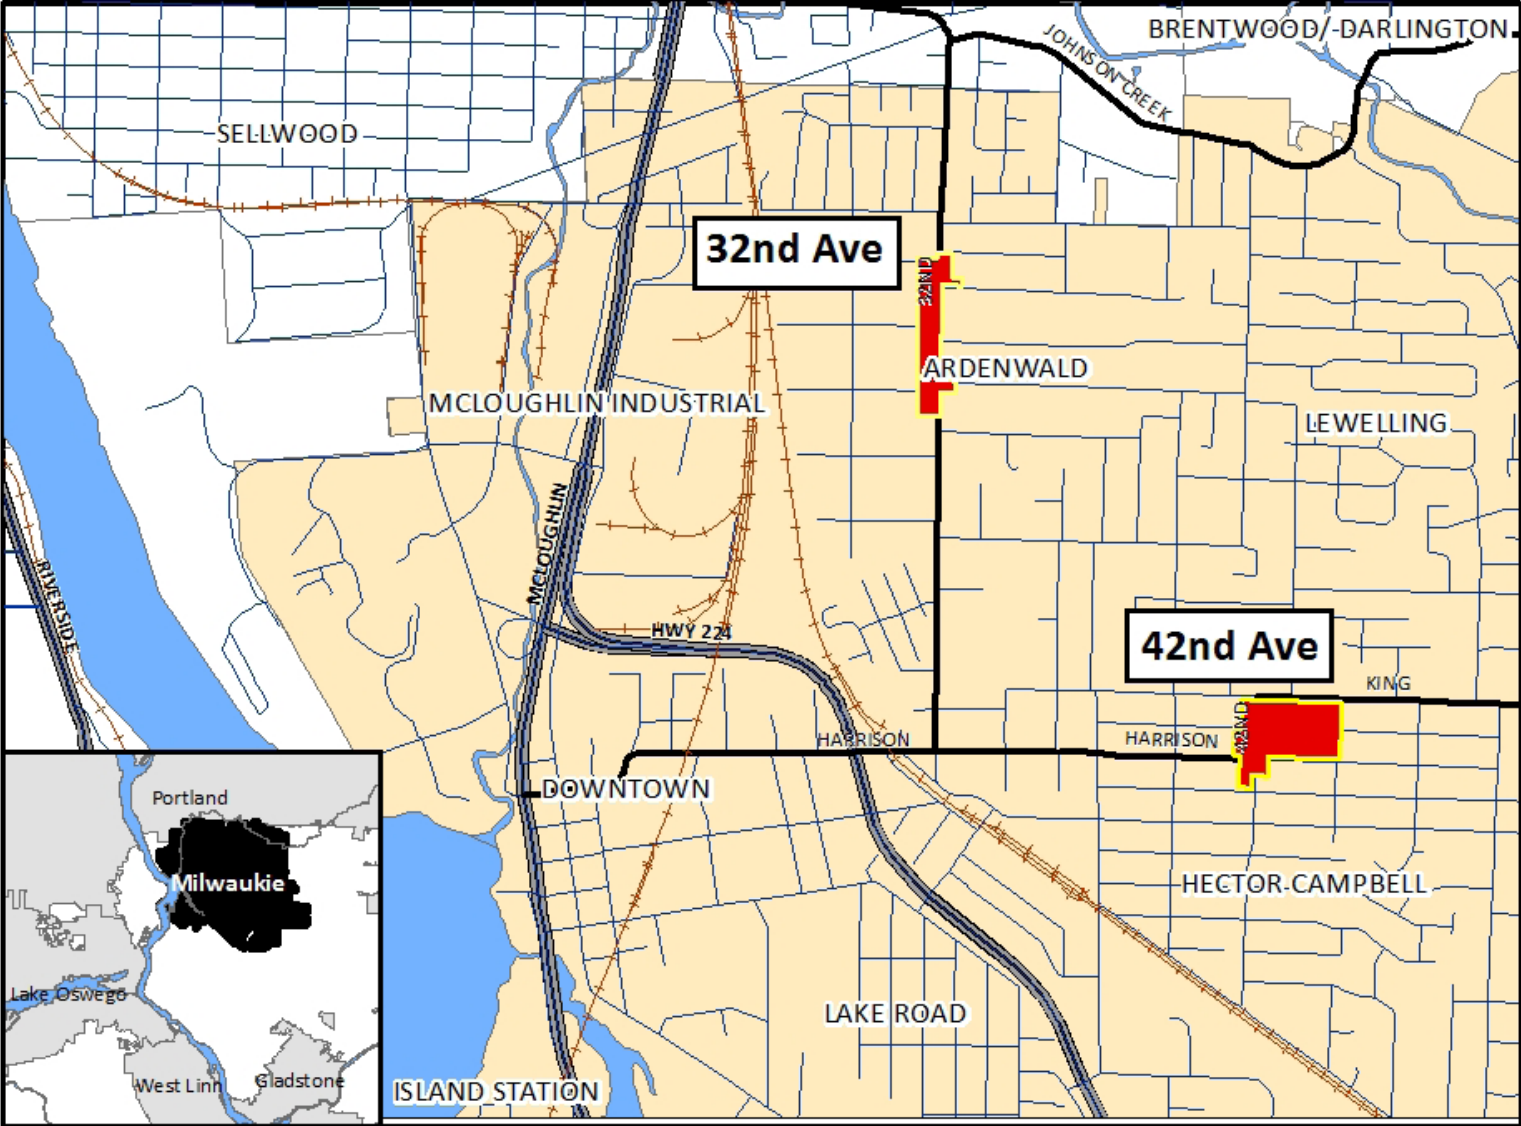 BRENTWOOD/-DARLINGTON
JOHNSON CREEK
SELLWOOD
32nd Ave
32ND
ARDENWALD
MCLOUGHLIN INDUSTRIAL
LEWELLING
MCLOUGHLIN
RIVERSIDE
HWY 224
42nd Ave
KING
42ND
HARRISON
HARRISON
DOWNTOWN
Portland
Milwaukie
HECTOR-CAMPBELL
Lake Oswego
LAKE ROAD
West Linn
Gladstone
ISLAND STATION